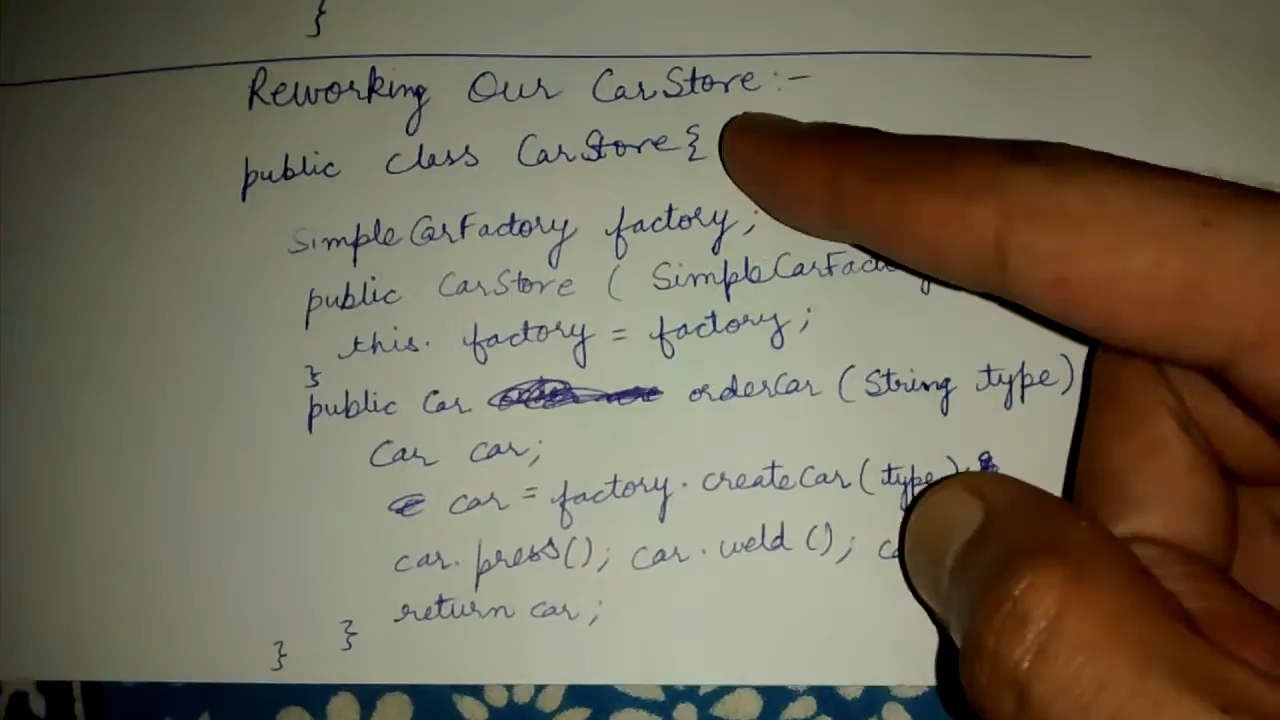 }
Reworking Our CarStore:-
public class CarStore{
SimpleCarFactory factory;
public CarStore ( SimpleCarFactory
this. factory = factory;
}
public Car orderCar (String type)
Car car;
car = factory. createCar (type)
car. press(); car. weld ();
return car;
}
}